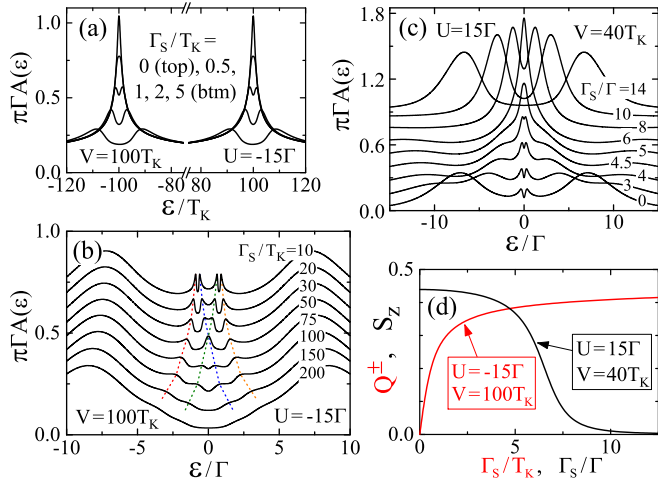 (a)
Γ_S/T_K=
0 (top), 0.5,
1, 2, 5 (btm)
V=100T_K
U=-15Γ
πΓA(ε)
1.0
0.5
0.0
-120
-100
-80
80
100
120
ε/T_K
(c)
U=15Γ
V=40T_K
Γ_S/Γ=14
10
8
6
5
4.5
4
3
0
πΓA(ε)
1.8
1.2
0.6
0.0
-10
0
10
ε/Γ
(b)
Γ_S/T_K=10
20
30
50
75
100
150
200
V=100T_K
U=-15Γ
πΓA(ε)
1.0
0.5
0.0
-10
-5
0
5
10
ε/Γ
(d)
U=15Γ
V=40T_K
U=-15Γ
V=100T_K
Q^±, S_Z
0.5
0.0
0
5
10
Γ_S/T_K, Γ_S/Γ